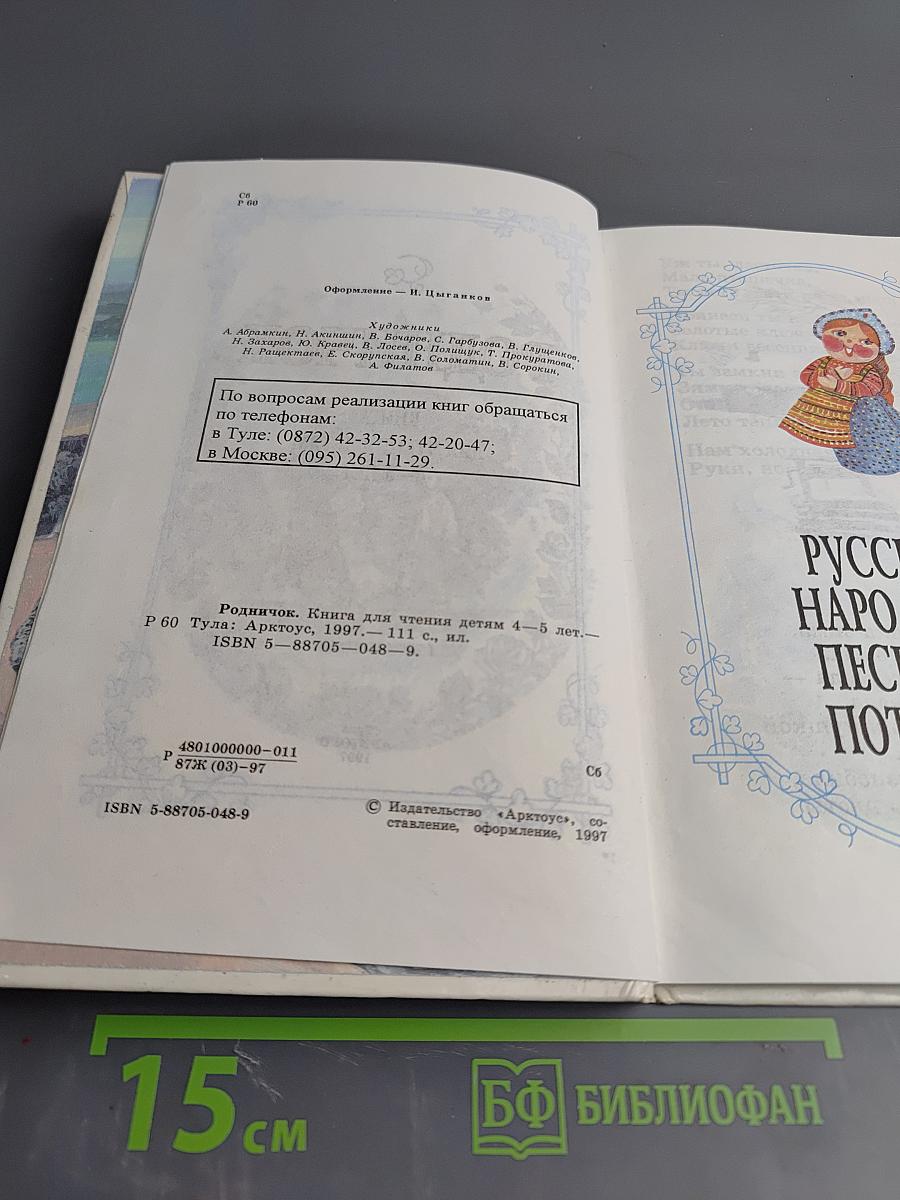 Сб
Р 60
Оформление — И. Цыганков
Художники
А. Абрамкин, Н. Акиншин, В. Бочаров, С. Гарбузова, В. Глущенков,
Н. Захаров, Ю. Кравец, В. Лосев, О. Полищук, Т. Прокуратова,
Н. Ращектаев, Е. Скорупская, В. Соломатин, В. Сорокин,
А. Филатов
По вопросам реализации книг обращаться
по телефонам:
в Туле: (0872) 42-32-53; 42-20-47;
в Москве: (095) 261-11-29.
Родничок. Книга для чтения детям 4—5 лет.—
Р 60 Тула: Арктоус, 1997.— 111 с., ил.
ISBN 5—88705—048—9.
Р 4801000000-011
87Ж (03)-97
Сб
ISBN 5-88705-048-9
© Издательство «Арктоус», со-
ставление, оформление, 1997
РУССК
НАРО
ПЕС
ПОТ
15 см
БФ БИБЛИОФАН